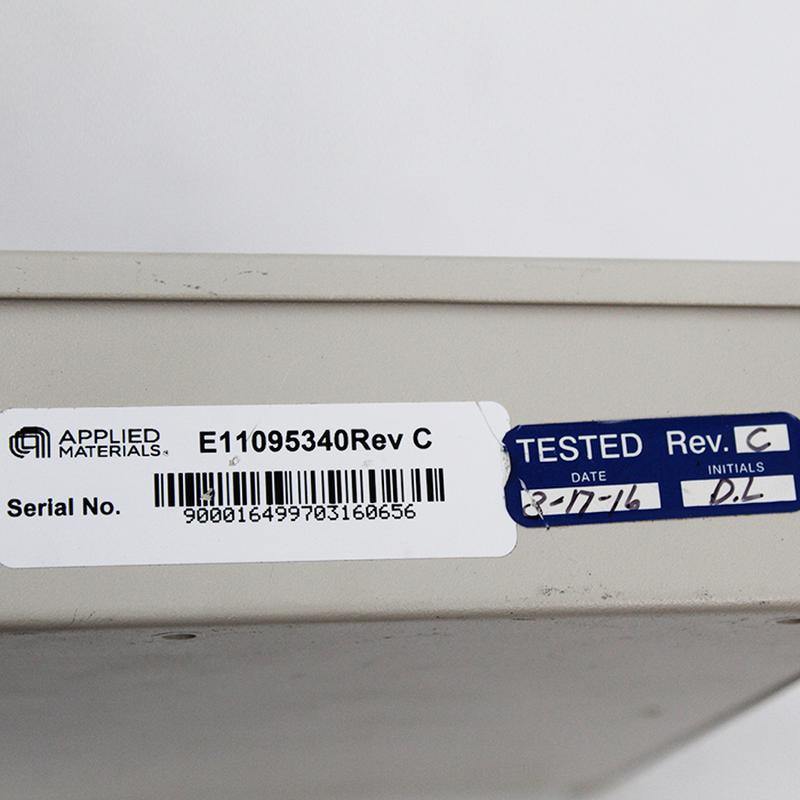 APPLIED
MATERIALS.
E11095340Rev C
Serial No.
900016499703160656
TESTED Rev. C
DATE
3-17-16
INITIALS
D.L